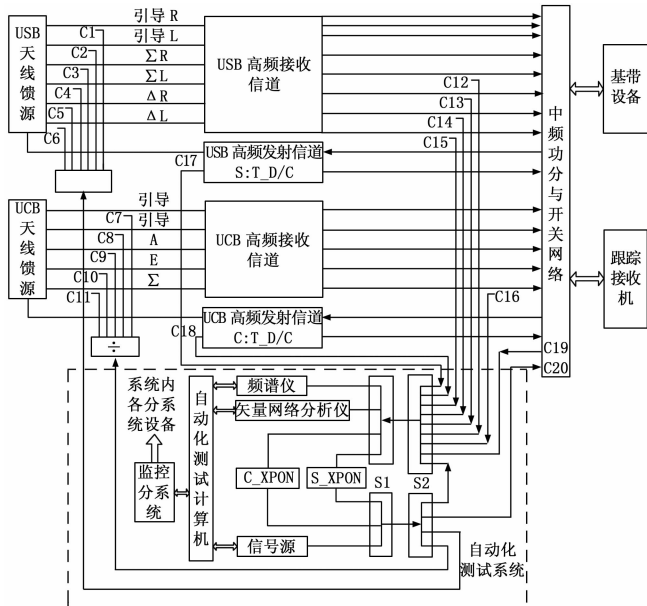 USB天线馈源
引导 R
引导 L
Σ R
Σ L
Δ R
Δ L
C1
C2
C3
C4
C5
C6
USB 高频接收信道
C12
C13
C14
C15
中频功分与开关网络
基带设备
C17
USB 高频发射信道
S:T_D/C
UCB天线馈源
引导
引导
A
E
Σ
C7
C8
C9
C10
C11
÷
UCB 高频接收信道
跟踪接收机
C16
C18
UCB 高频发射信道
C:T_D/C
C19
C20
系统内各分系统设备
监控分系统
自动化测试计算机
频谱仪
矢量网络分析仪
C_XPON
S_XPON
S1
S2
信号源
自动化测试系统